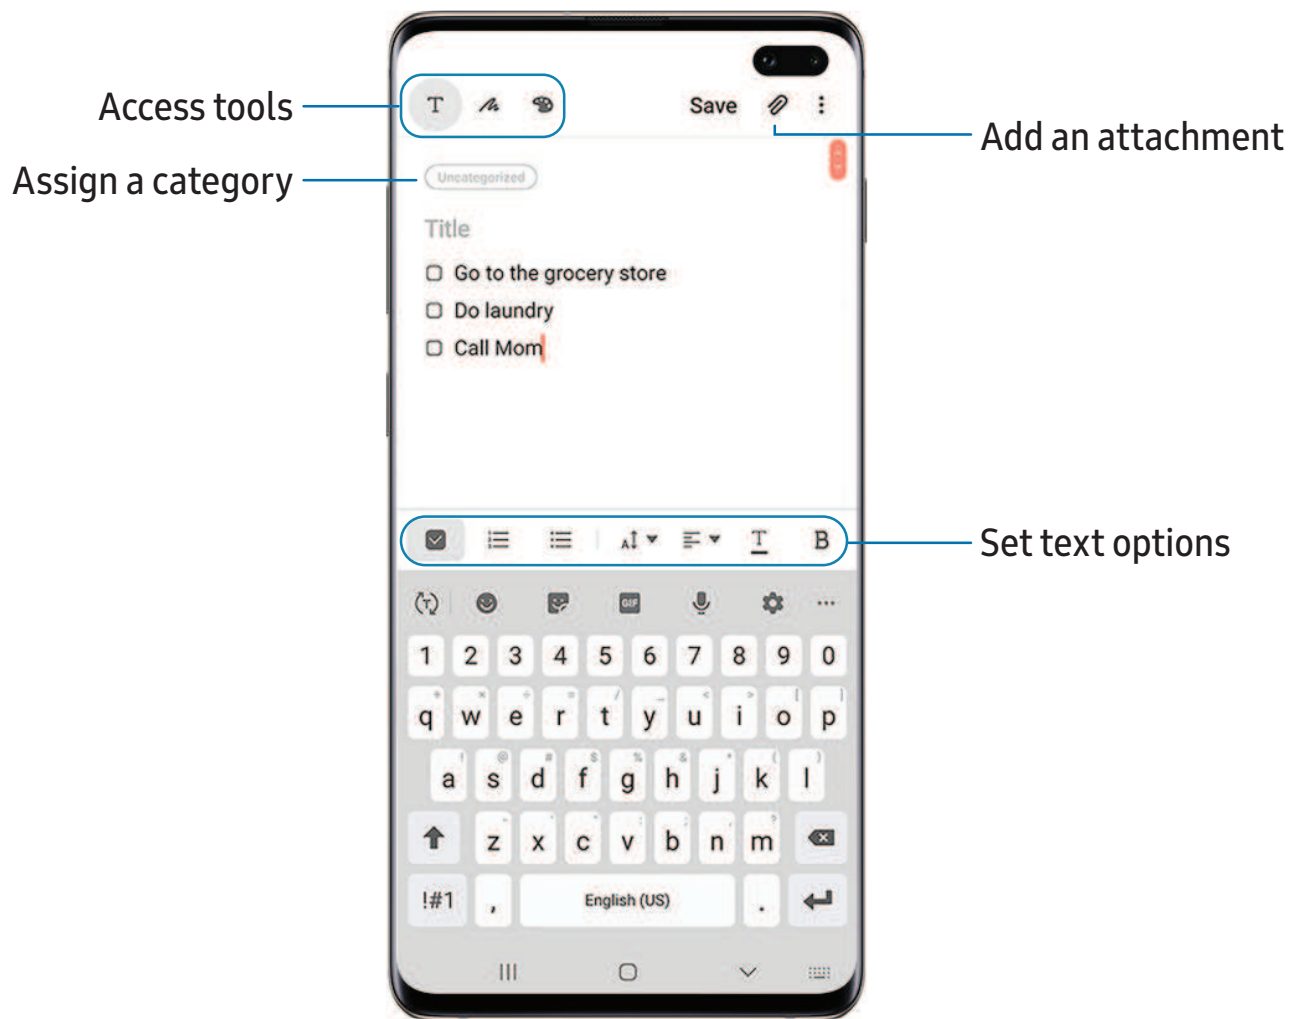 Access tools
T
Save
Add an attachment
Assign a category
Uncategorized
Title
Go to the grocery store
Do laundry
Call Mom
A
T
B
Set text options
T
GIF
1 2 3 4 5 6 7 8 9 0
q w e r t y u i o p
a s d f g h j k l
z x c v b n m
!#1 , English (US) .